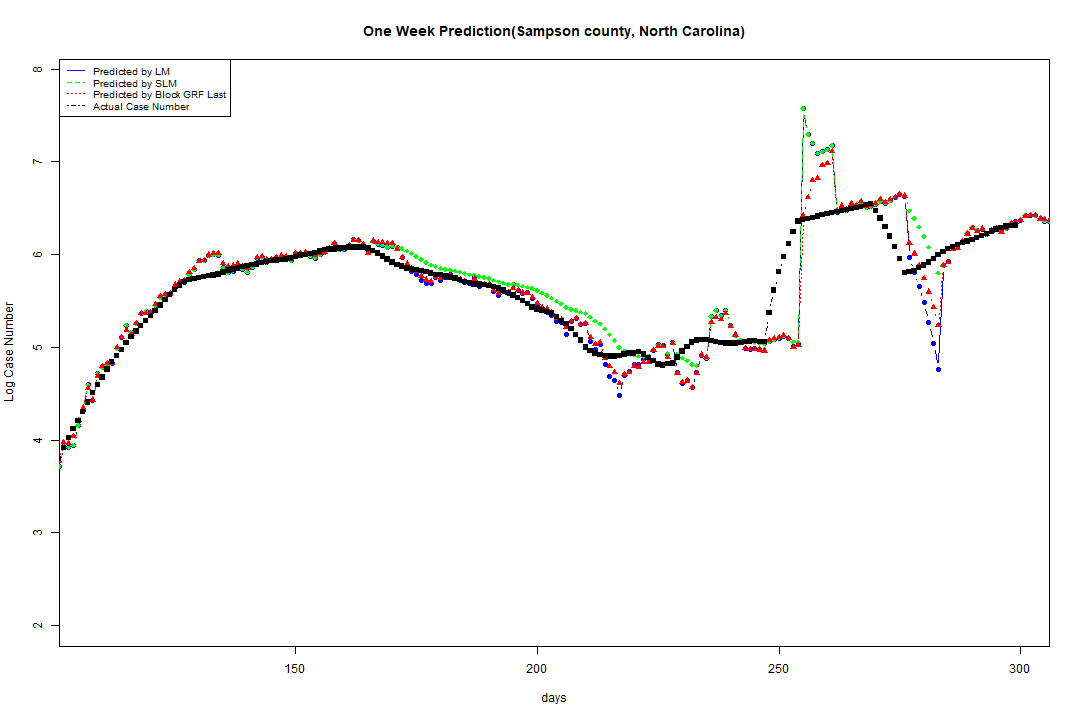 One Week Prediction(Sampson county, North Carolina)
Predicted by LM
Predicted by SLM
Predicted by Block GRF Last
Actual Case Number
8
7
6
5
4
3
2
Log Case Number
150
200
250
300
days